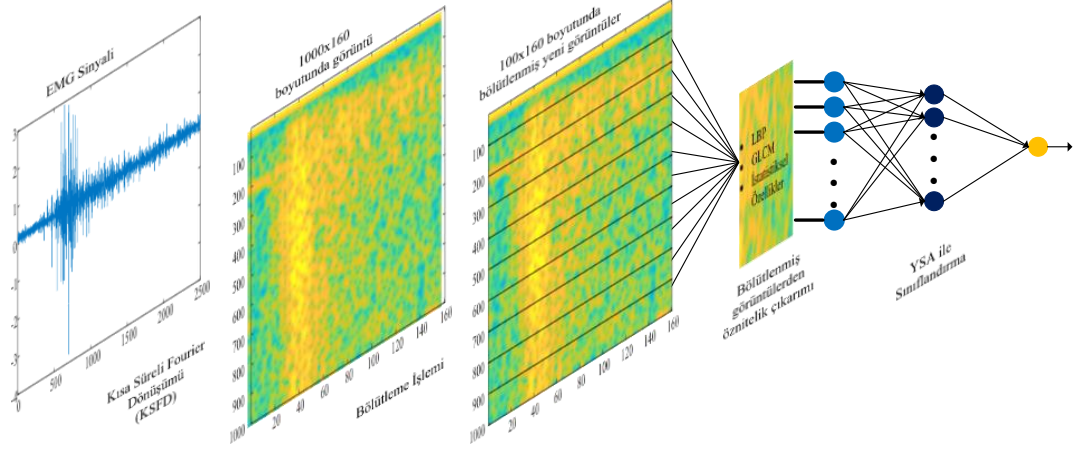 EMG Sinyali
3
2
1
0
-1
-2
-3
-4
0
500
1000
1500
2000
2500
Kısa Süreli Fourier
Dönüşümü
(KSFD)
1000x160
boyutunda görüntü
100
200
300
400
500
600
700
800
900
1000
20
40
60
80
100
120
140
160
Bölütleme İşlemi
100x160 boyutunda
bölütlenmiş yeni görüntüler
100
200
300
400
500
600
700
800
900
1000
20
40
60
80
100
120
140
160
LBP
GLCM
İstatistiksel
Özellikler
Bölütlenmiş
görüntülerden
öznitelik çıkarımı
YSA ile
Sınıflandırma